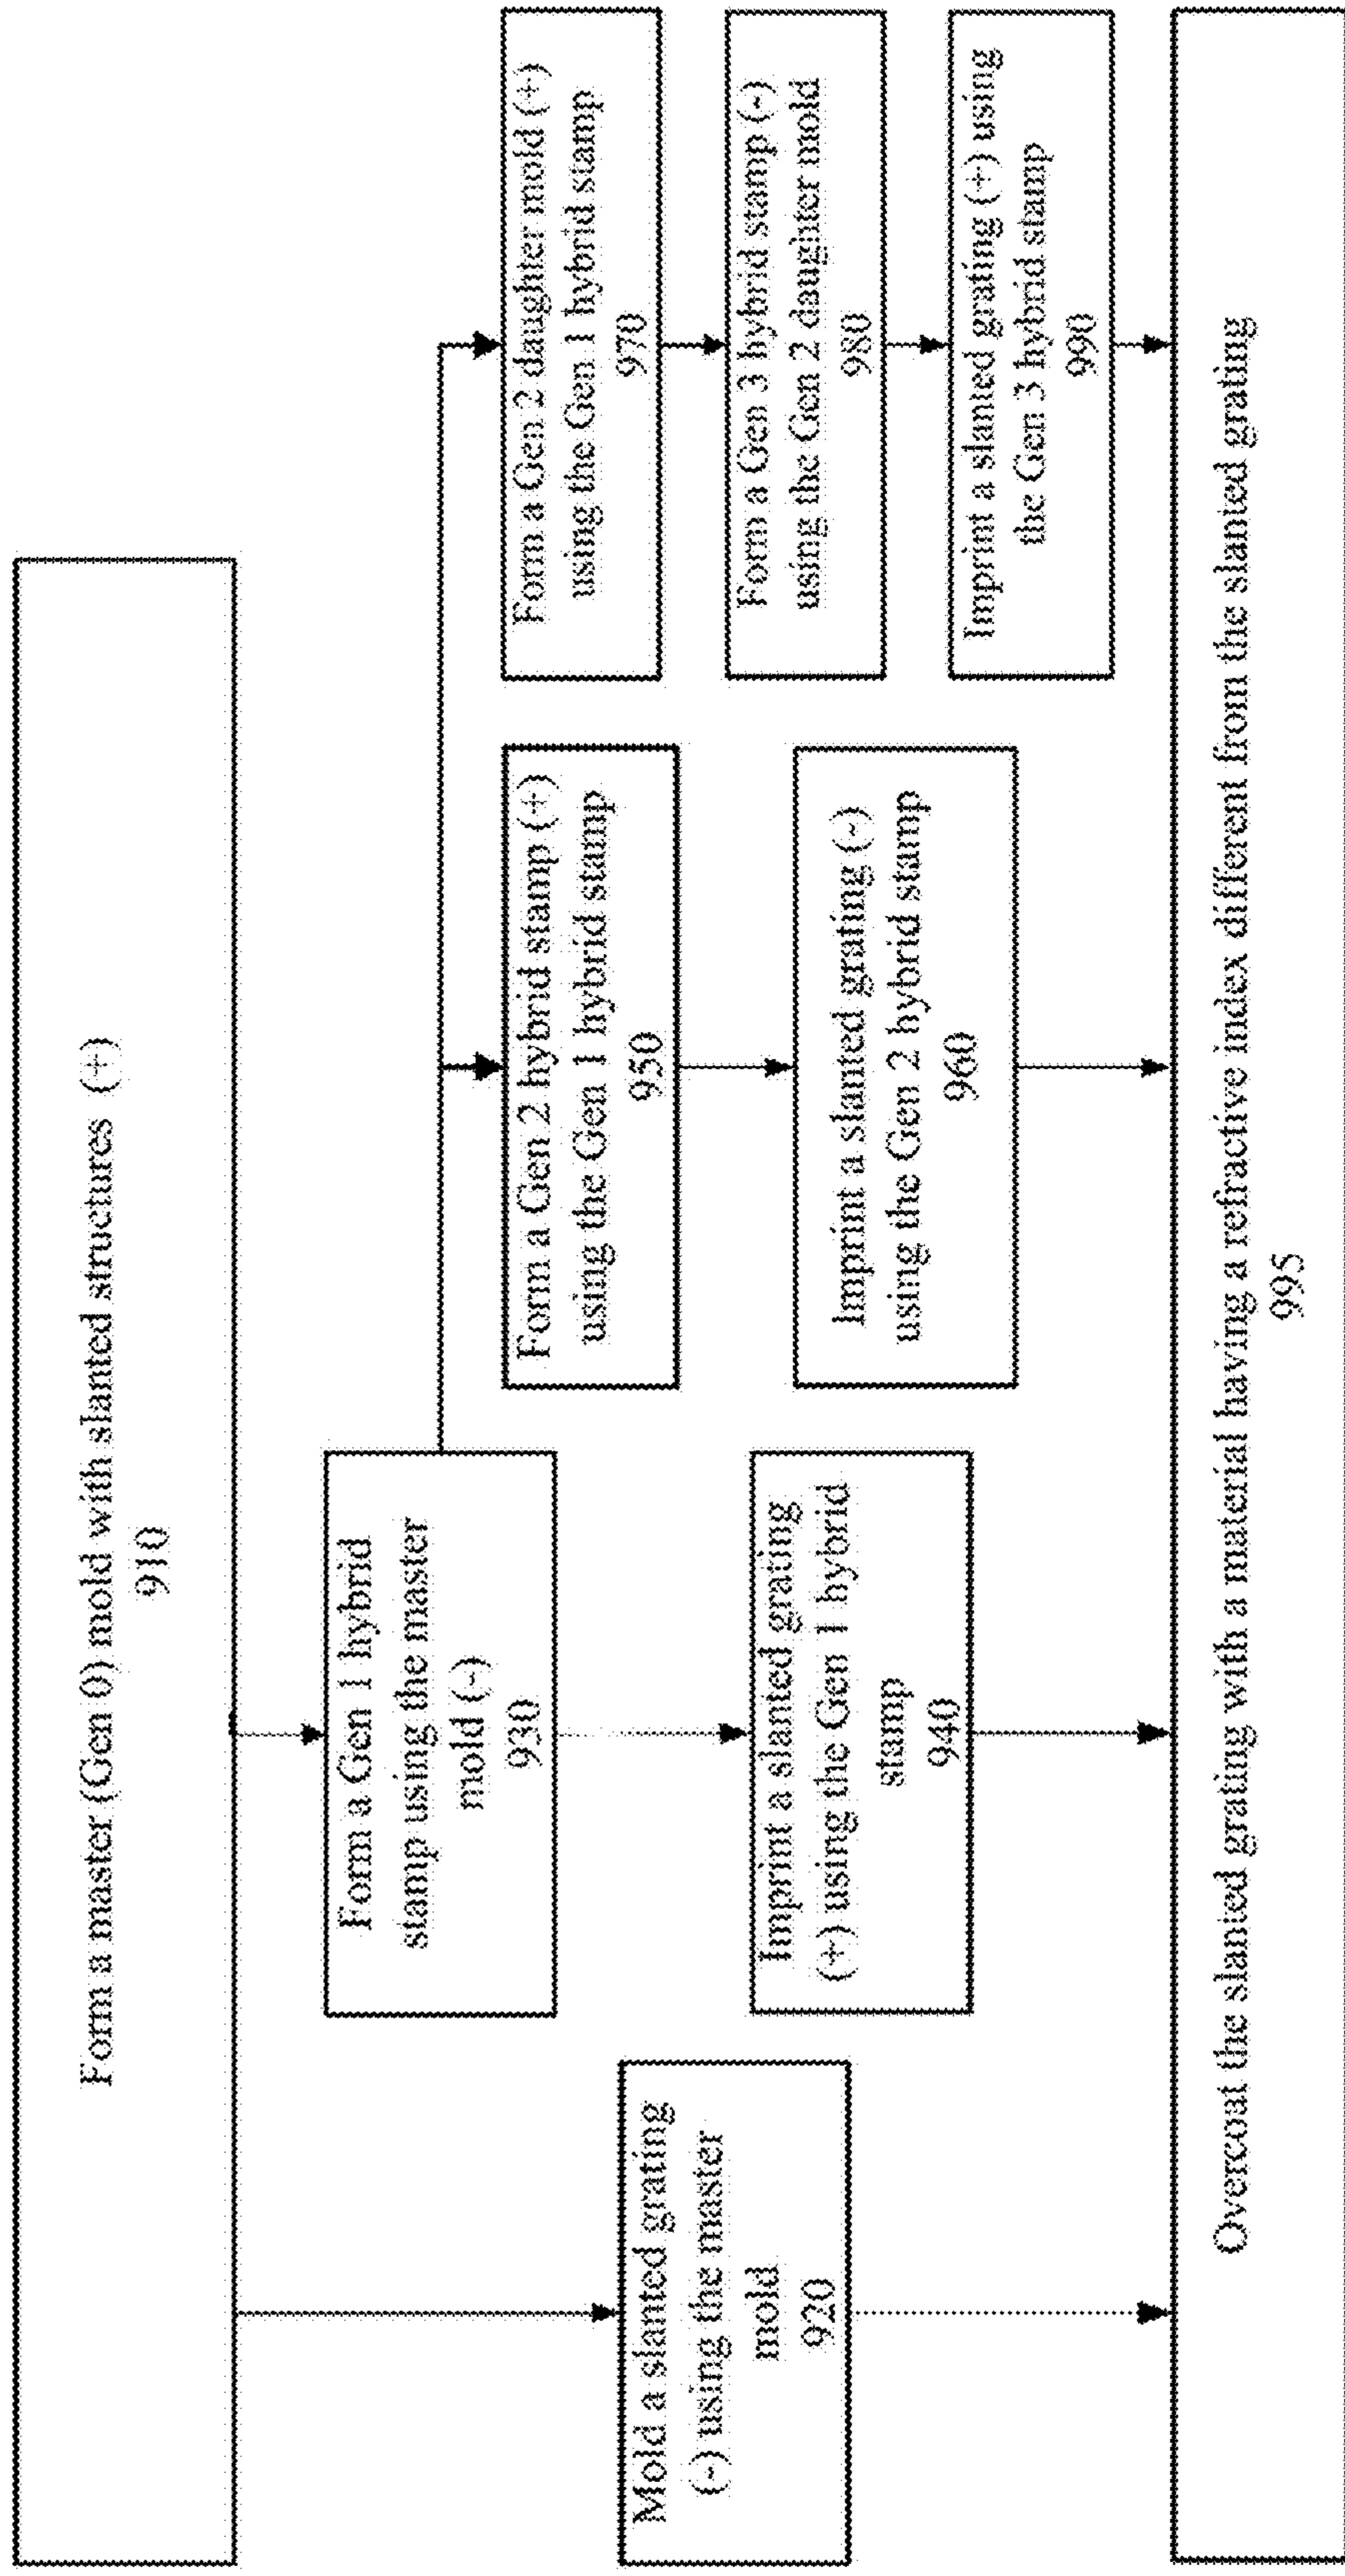 Form a master (Gen 0) mold with slanted structures (+)
910
Mold a slanted grating
(-) using the master
mold
920
Form a Gen 1 hybrid
stamp using the master
mold (-)
930
Imprint a slanted grating
(+) using the Gen 1 hybrid
stamp
940
Form a Gen 2 hybrid stamp (+)
using the Gen 1 hybrid stamp
950
Imprint a slanted grating (-)
using the Gen 2 hybrid stamp
960
Form a Gen 2 daughter mold (+)
using the Gen 1 hybrid stamp
970
Form a Gen 3 hybrid stamp (-)
using the Gen 2 daughter mold
980
Imprint a slanted grating (+) using
the Gen 3 hybrid stamp
990
Overcoat the slanted grating with a material having a refractive index different from the slanted grating
995